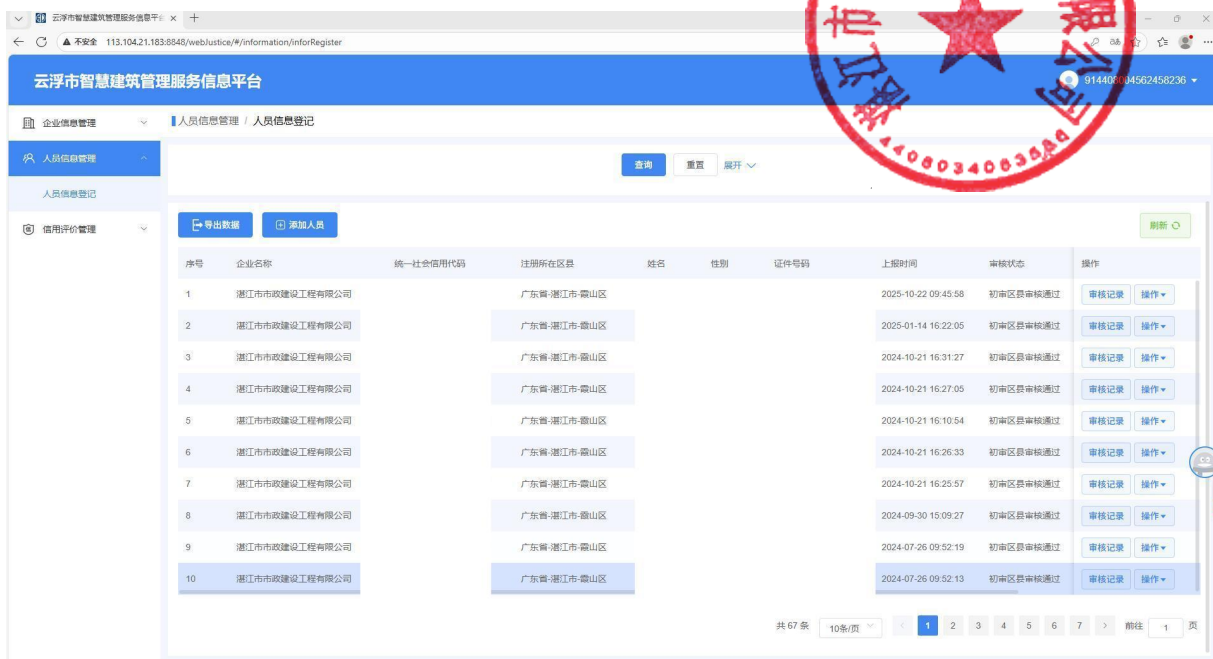 云浮市智慧建筑管理服务信息平台
不安全 113.104.21.183:8848/webJustice/#/information/inforRegister
云浮市智慧建筑管理服务信息平台
企业信息管理
人员信息管理 / 人员信息登记
人员信息管理
查询 重置 展开
人员信息登记
信用评价管理
导出数据 添加人员 刷新
序号 企业名称 统一社会信用代码 注册所在区县 姓名 性别 证件号码 上报时间 审核状态 操作
1 湛江市市政建设工程有限公司 广东省-湛江市-霞山区 2025-10-22 09:45:58 初审区县审核通过 审核记录 操作
2 湛江市市政建设工程有限公司 广东省-湛江市-霞山区 2025-01-14 16:22:05 初审区县审核通过 审核记录 操作
3 湛江市市政建设工程有限公司 广东省-湛江市-霞山区 2024-10-21 16:31:27 初审区县审核通过 审核记录 操作
4 湛江市市政建设工程有限公司 广东省-湛江市-霞山区 2024-10-21 16:27:05 初审区县审核通过 审核记录 操作
5 湛江市市政建设工程有限公司 广东省-湛江市-霞山区 2024-10-21 16:10:54 初审区县审核通过 审核记录 操作
6 湛江市市政建设工程有限公司 广东省-湛江市-霞山区 2024-10-21 16:26:33 初审区县审核通过 审核记录 操作
7 湛江市市政建设工程有限公司 广东省-湛江市-霞山区 2024-10-21 16:25:57 初审区县审核通过 审核记录 操作
8 湛江市市政建设工程有限公司 广东省-湛江市-霞山区 2024-09-30 15:09:27 初审区县审核通过 审核记录 操作
9 湛江市市政建设工程有限公司 广东省-湛江市-霞山区 2024-07-26 09:52:19 初审区县审核通过 审核记录 操作
10 湛江市市政建设工程有限公司 广东省-湛江市-霞山区 2024-07-26 09:52:13 初审区县审核通过 审核记录 操作
共 67 条 10条/页 1 2 3 4 5 6 7 前往 1 页